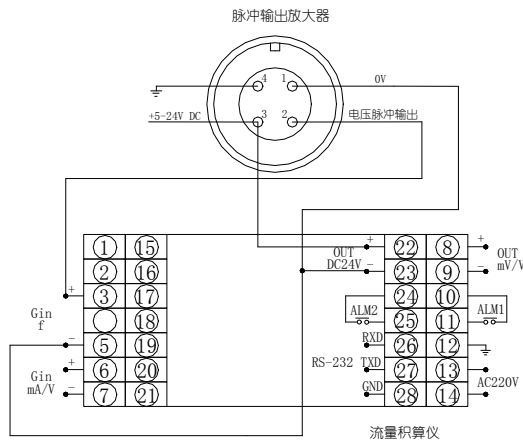 脉冲输出放大器
4 1
0V
3 2
+5-24V DC
电压脉冲输出
1 15
22 8
+
OUT
DC24V
-
+
OUT
mV/V
-
2 16
23 9
+
3 17
24 10
Gin
f
18
ALM2
25 11
ALM1
-
5 19
RXD
26 12
+
Gin
mA/V
-
6 20
RS-232
TXD
27 13
AC220V
7 21
GND
28 14
流量积算仪